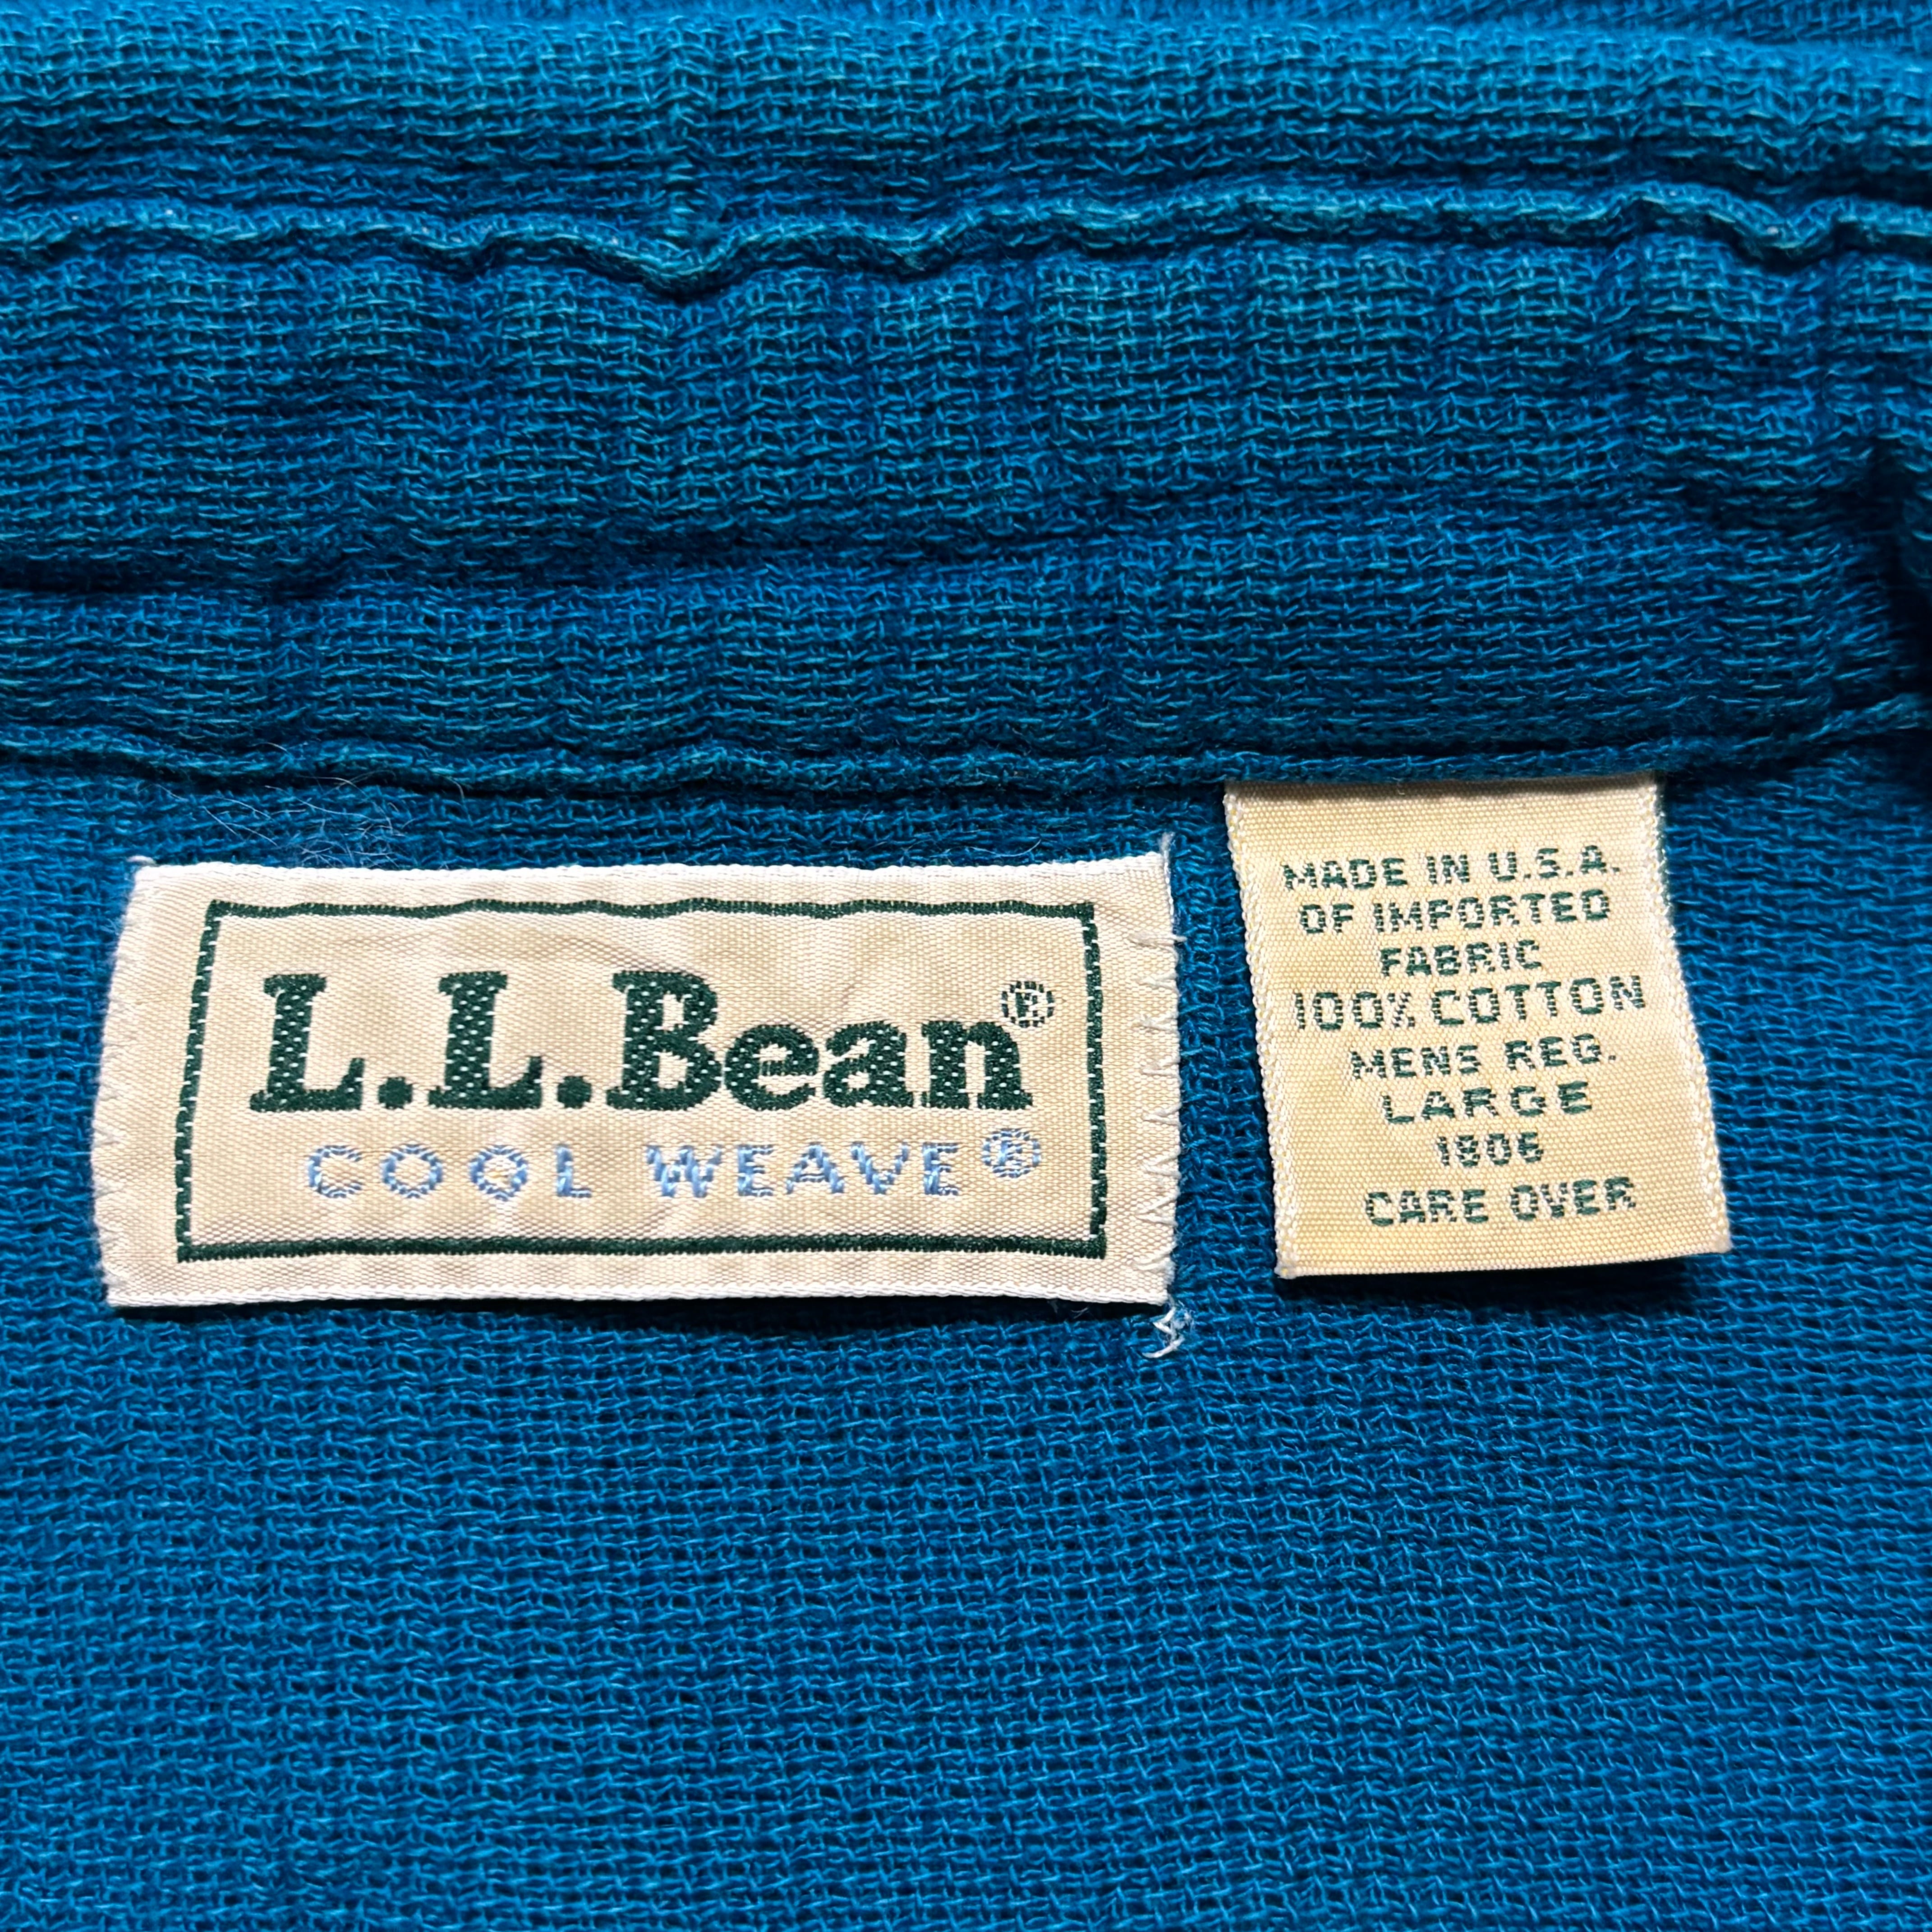 L.L.Bean®
COOL WEAVE®
MADE IN U.S.A.
OF IMPORTED
FABRIC
100% COTTON
MENS REG.
LARGE
1806
CARE OVER